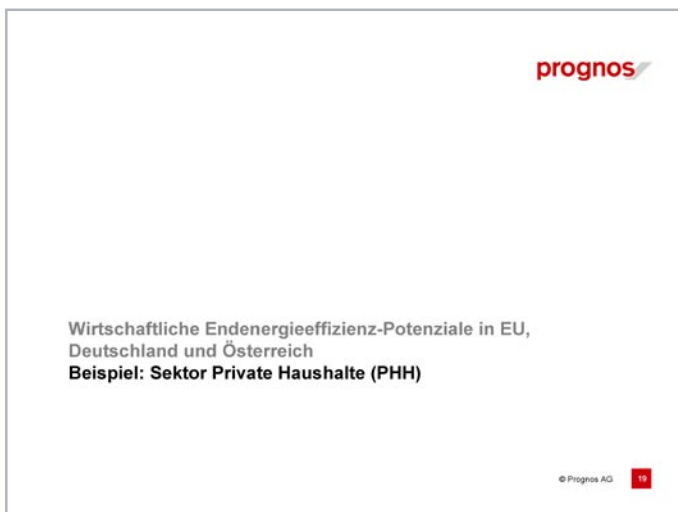 prognos
Wirtschaftliche Endenergieeffizienz-Potenziale in EU,
Deutschland und Österreich
Beispiel: Sektor Private Haushalte (PHH)
© Prognos AG 19